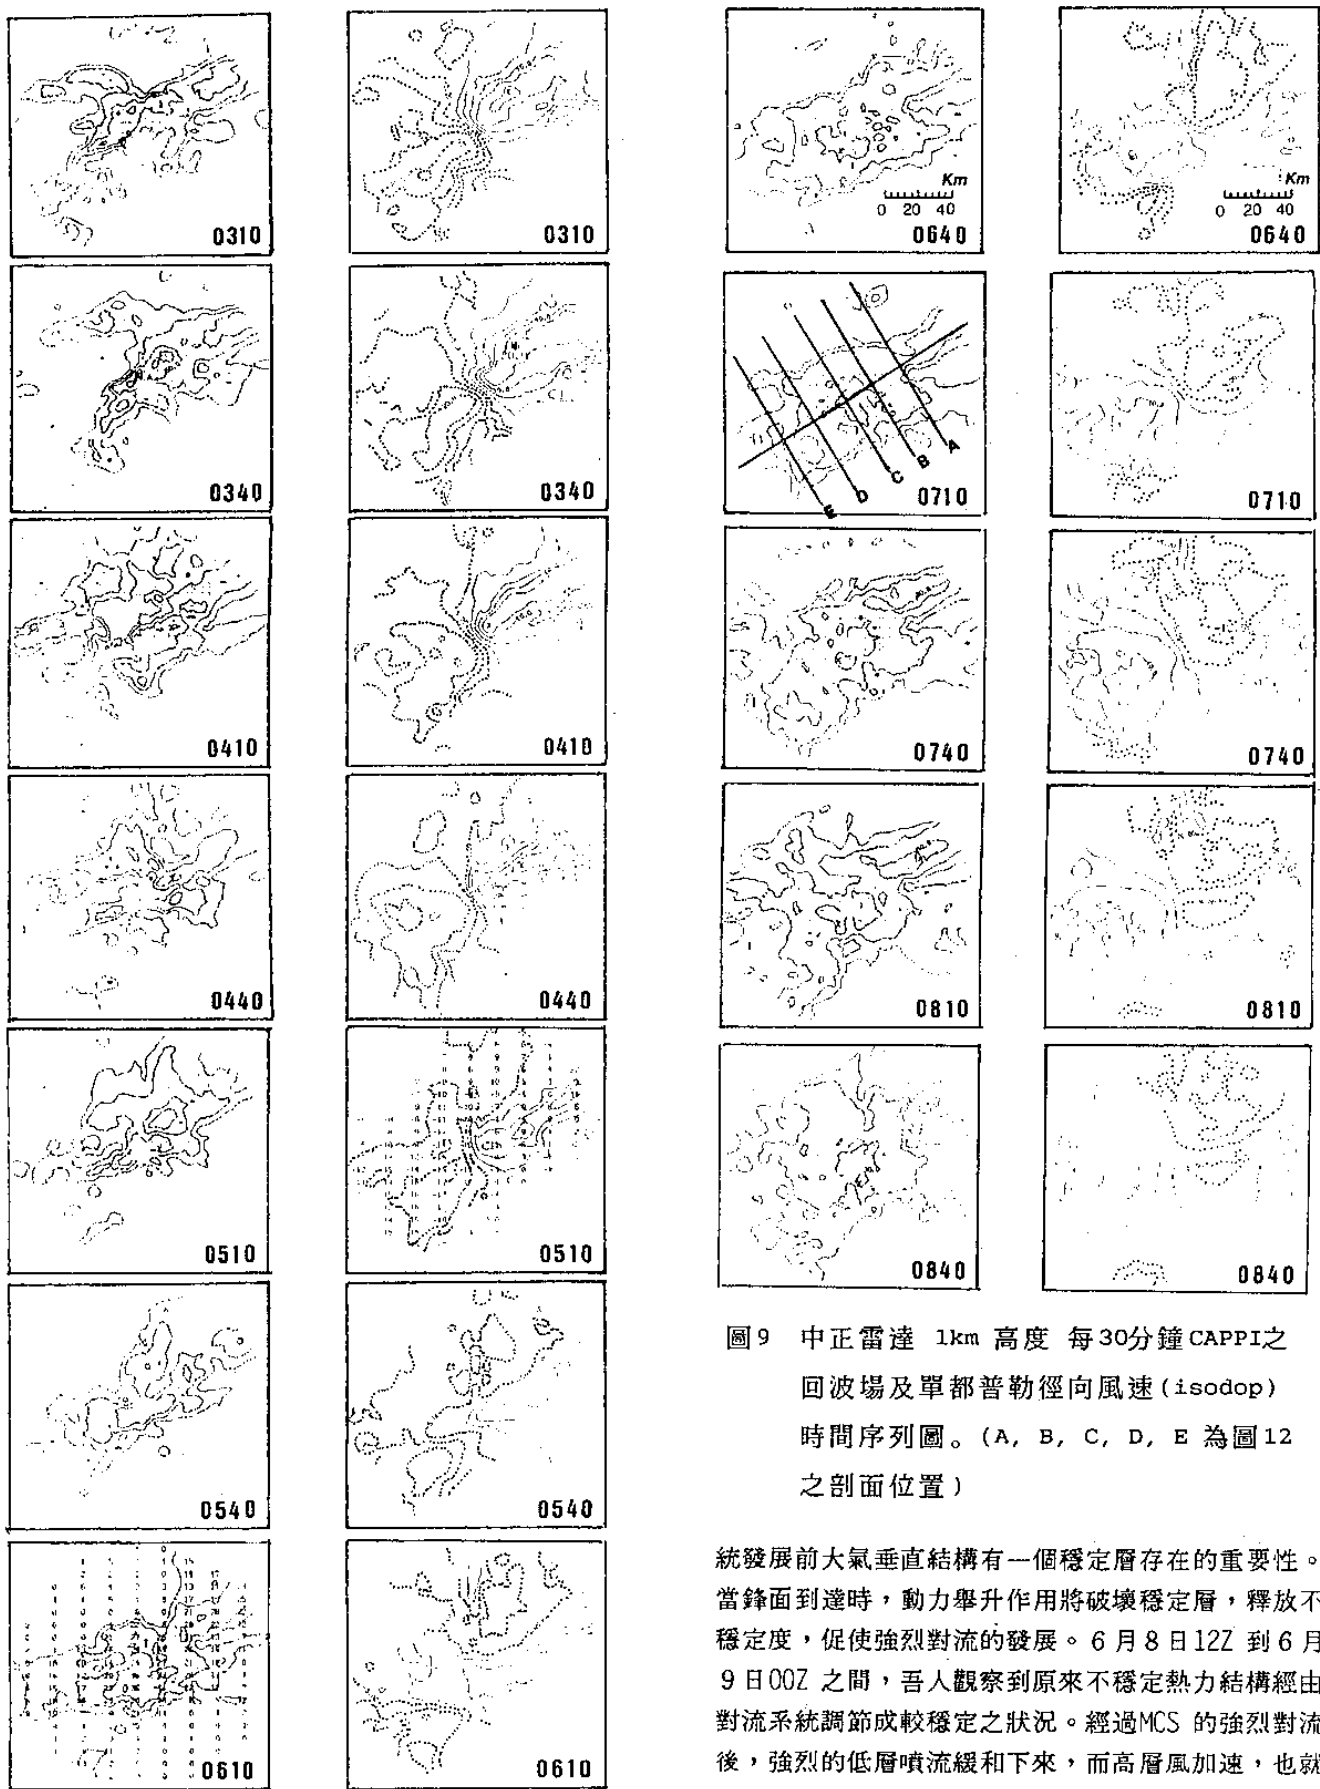 0310
0310
0340
0340
0410
0410
0440
0440
0510
0510
0540
0540
0610
0610
Km
0 20 40
0640
Km
0 20 40
0640
A
B
C
D
E
0710
0710
0740
0740
0810
0810
0840
0840
圖9 中正雷達 1km 高度 每30分鐘CAPPI之
回波場及單都普勒徑向風速(isodop)
時間序列圖。(A, B, C, D, E 為圖12
之剖面位置)
統發展前大氣垂直結構有一個穩定層存在的重要性。
當鋒面到達時,動力舉升作用將破壞穩定層,釋放不
穩定度,促使強烈對流的發展。6月8日12Z 到6月
9日00Z 之間,吾人觀察到原來不穩定熱力結構經由
對流系統調節成較穩定之狀況。經過MCS 的強烈對流
後,強烈的低層噴流緩和下來,而高層風加速,也就